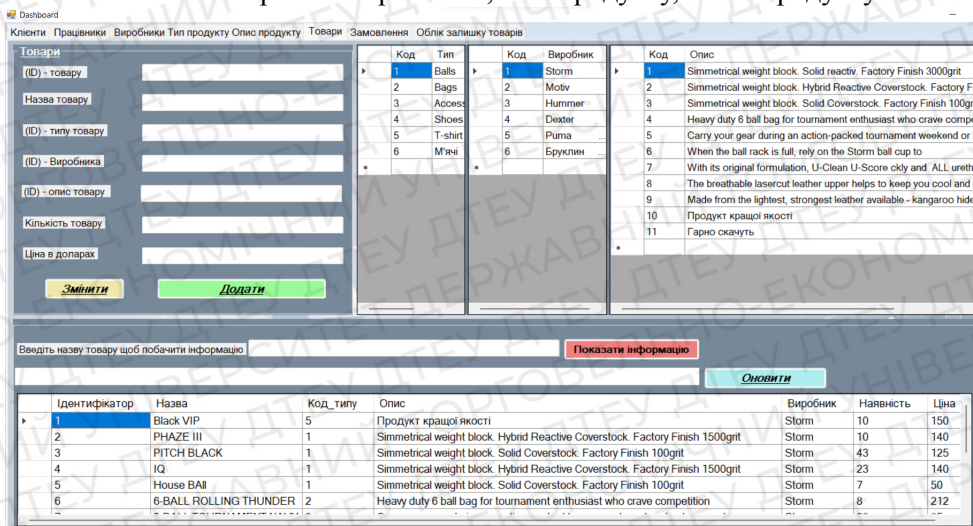 Dashboard
Клієнти Працівники Виробники Тип продукту Опис продукту Товари Замовлення Облік залишку товарів
Товари
(ID) - товару
Назва товару
(ID) - типу товару
(ID) - Виробника
(ID) - опис товару
Кількість товару
Ціна в доларах
Змінити Додати
Код Тип
1 Balls
2 Bags
3 Access
4 Shoes
5 T-shirt
6 М'ячі
Код Виробник
1 Storm
2 Motiv
3 Hummer
4 Dexter
5 Puma ...
6 Бруклин ...
Код Опис
1 Simmetrical weight block. Solid reactiv. Factory Finish 3000grit
2 Simmetrical weight block. Hybrid Reactive Coverstock. Factory F
3 Simmetrical weight block. Solid Coverstock. Factory Finish 100gr
4 Heavy duty 6 ball bag for tournament enthusiast who crave compe
5 Carry your gear during an action-packed tournament weekend or
6 When the ball rack is full, rely on the Storm ball cup to
7 With its original formulation, U-Clean U-Score ckly and ALL ureth
8 The breathable lasercut leather upper helps to keep you cool and
9 Made from the lightest, strongest leather available - kangaroo hide
10 Продукт кращої якості
11 Гарно скачуть
Введіть назву товару щоб побачити інформацію Показати інформацію
Оновити
Ідентифікатор Назва Код_типу Опис Виробник Наявність Ціна
1 Black VIP 5 Продукт кращої якості Storm 10 150
2 PHAZE III 1 Simmetrical weight block. Hybrid Reactive Coverstock. Factory Finish 1500grit Storm 10 140
3 PITCH BLACK 1 Simmetrical weight block. Solid Coverstock. Factory Finish 100grit Storm 43 125
4 IQ 1 Simmetrical weight block. Hybrid Reactive Coverstock. Factory Finish 1500grit Storm 23 140
5 House BAll 1 Simmetrical weight block. Solid Coverstock. Factory Finish 100grit Storm 7 50
6 6-BALL ROLLING THUNDER 2 Heavy duty 6 ball bag for tournament enthusiast who crave competition Storm 8 212